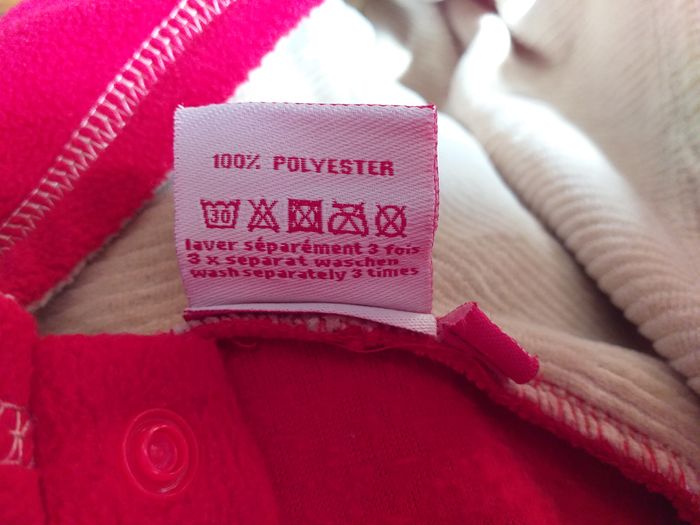 100% POLYESTER
30
laver séparément 3 fois
3 x separat waschen
wash separately 3 times